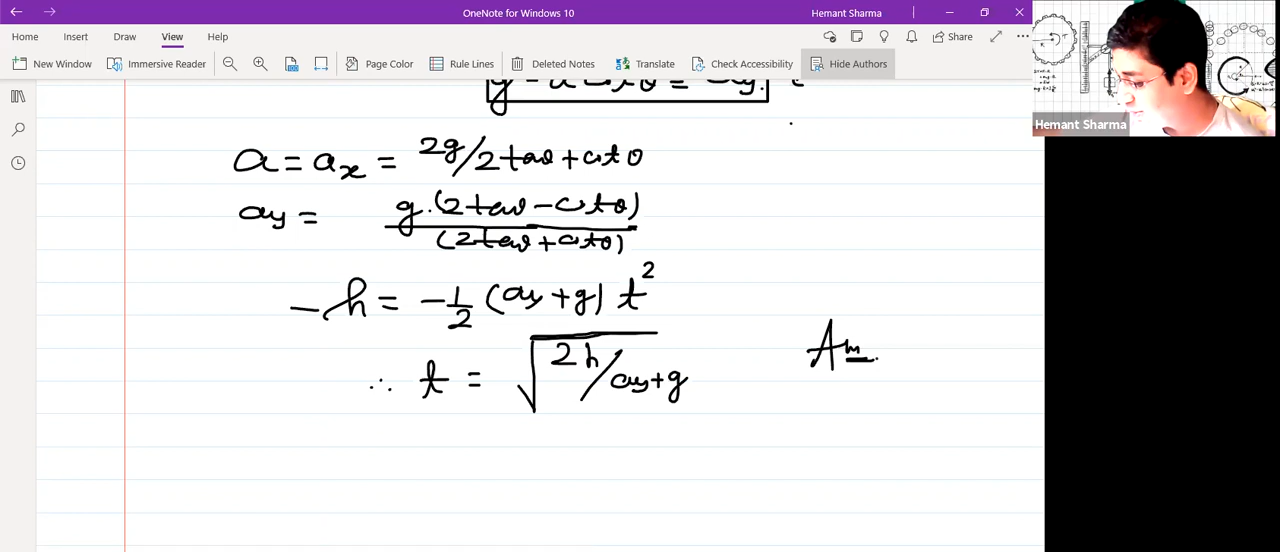 OneNote for Windows 10
Hemant Sharma
Home Insert Draw View Help
Share
New Window Immersive Reader Page Color Rule Lines Deleted Notes Translate Check Accessibility Hide Authors
Hemant Sharma
a = ax = 2g/2tanθ + cotθ
ay = g.(2tanθ - cotθ)
(2tanθ + cotθ)
-h = -1/2 (ay + g) t²
∴ t = √2h/ay+g
Ans.